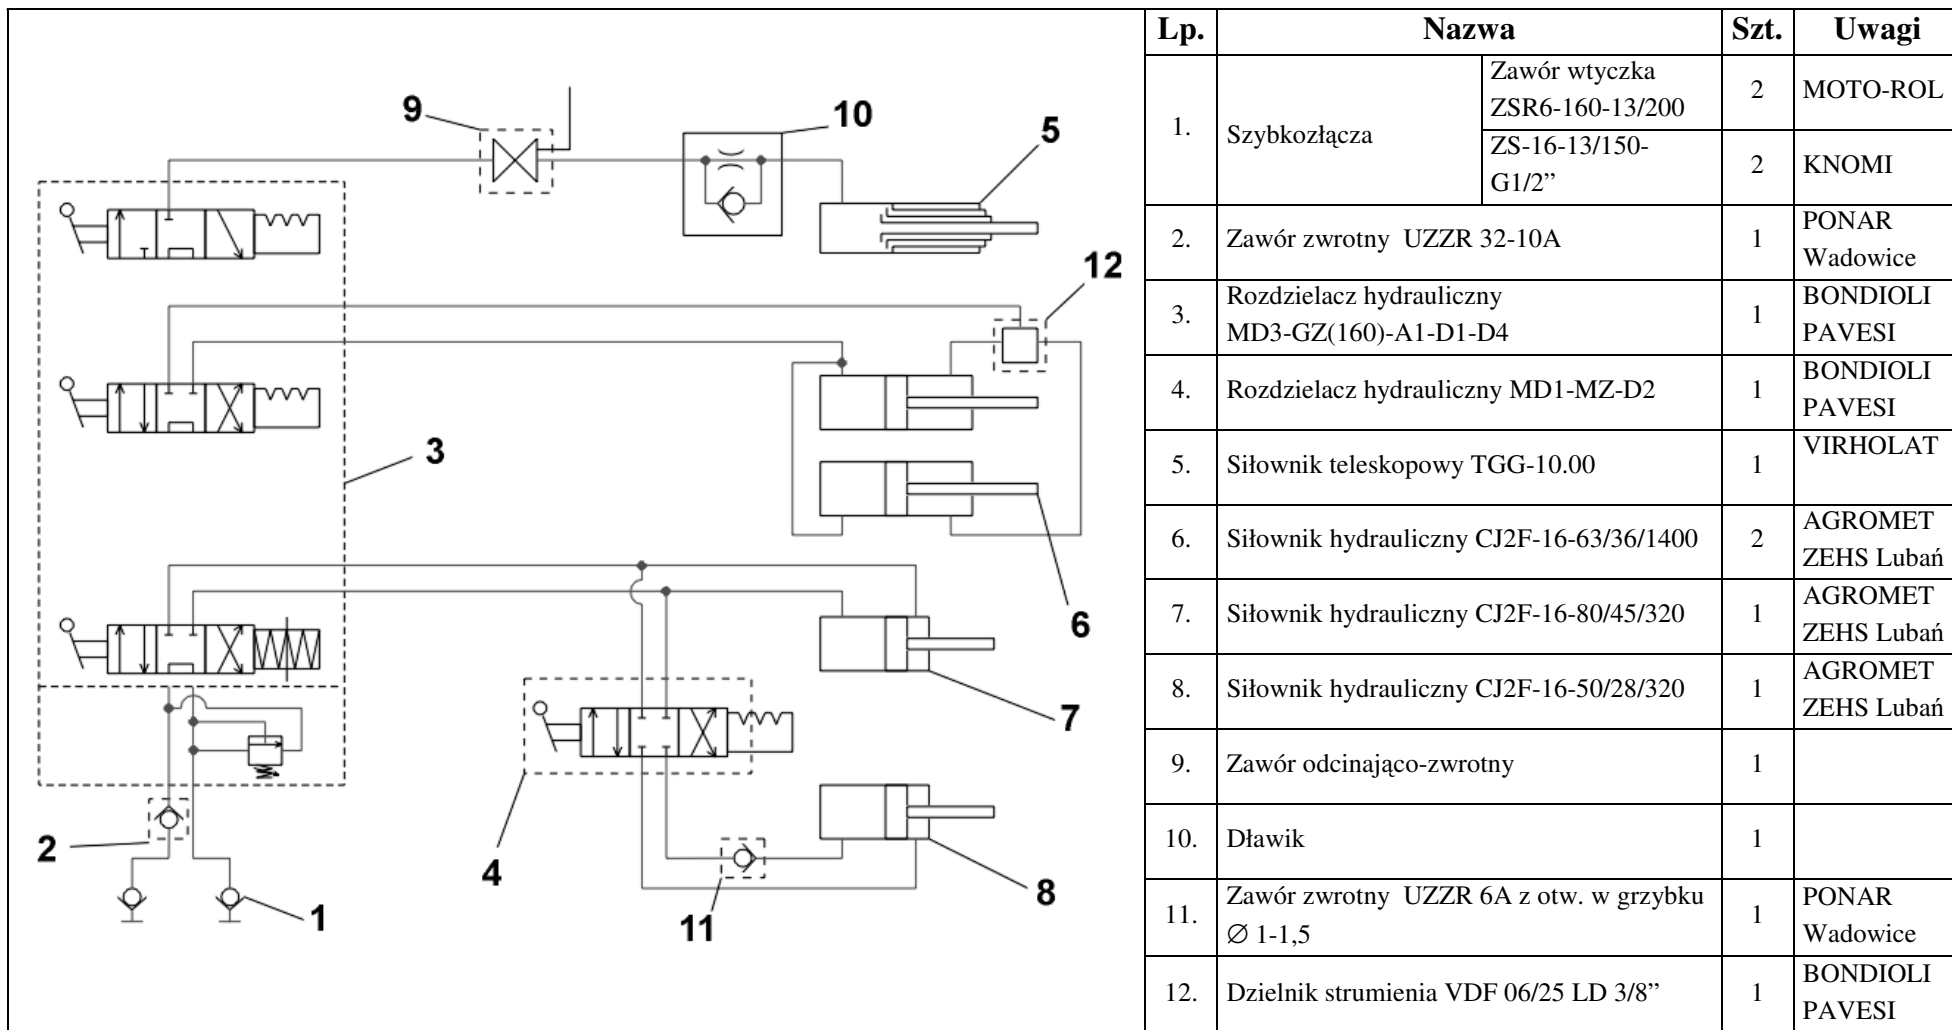 9
10
5
12
3
6
7
2
4
1
11
8
Lp. Nazwa Szt. Uwagi
1. Szybkozłącza
Zawór wtyczka
ZSR6-160-13/200
2 MOTO-ROL
ZS-16-13/150-
G1/2”
2 KNOMI
2. Zawór zwrotny UZZR 32-10A 1 PONAR
Wadowice
3. Rozdzielacz hydrauliczny
MD3-GZ(160)-A1-D1-D4
1 BONDIOLI
PAVESI
4. Rozdzielacz hydrauliczny MD1-MZ-D2 1 BONDIOLI
PAVESI
5. Siłownik teleskopowy TGG-10.00 1 VIRHOLAT
6. Siłownik hydrauliczny CJ2F-16-63/36/1400 2 AGROMET
ZEHS Lubań
7. Siłownik hydrauliczny CJ2F-16-80/45/320 1 AGROMET
ZEHS Lubań
8. Siłownik hydrauliczny CJ2F-16-50/28/320 1 AGROMET
ZEHS Lubań
9. Zawór odcinająco-zwrotny 1
10. Dławik 1
11. Zawór zwrotny UZZR 6A z otw. w grzybku
∅ 1-1,5
1 PONAR
Wadowice
12. Dzielnik strumienia VDF 06/25 LD 3/8” 1 BONDIOLI
PAVESI